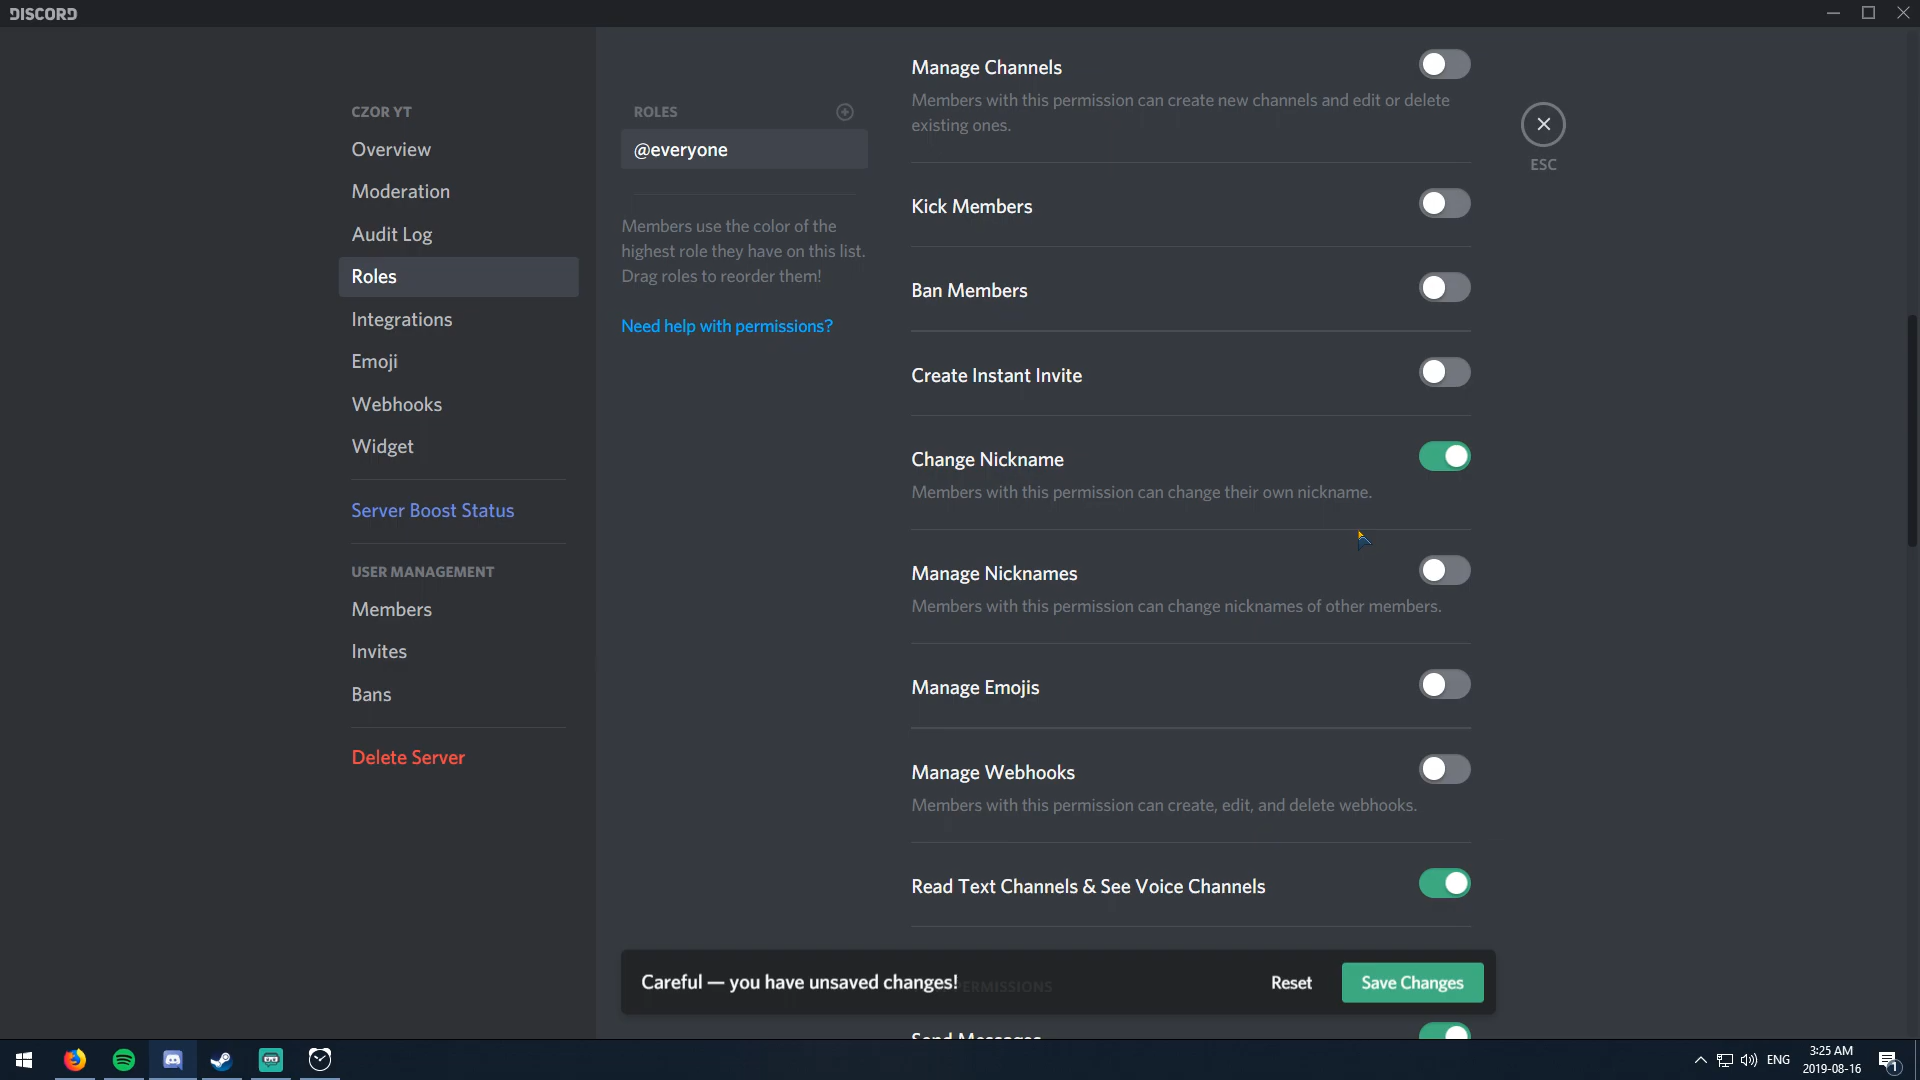 DISCORD
CZOR YT
Overview
Moderation
Audit Log
Roles
Integrations
Emoji
Webhooks
Widget
Server Boost Status
USER MANAGEMENT
Members
Invites
Bans
Delete Server
ROLES
@everyone
Members use the color of the
highest role they have on this list.
Drag roles to reorder them!
Need help with permissions?
Manage Channels
Members with this permission can create new channels and edit or delete
existing ones.
Kick Members
Ban Members
Create Instant Invite
Change Nickname
Members with this permission can change their own nickname.
Manage Nicknames
Members with this permission can change nicknames of other members.
Manage Emojis
Manage Webhooks
Members with this permission can create, edit, and delete webhooks.
Read Text Channels & See Voice Channels
ESC
Careful — you have unsaved changes!
PERMISSIONS
Reset
Save Changes
Send Messages
ENG
3:25 AM
2019-08-16
1